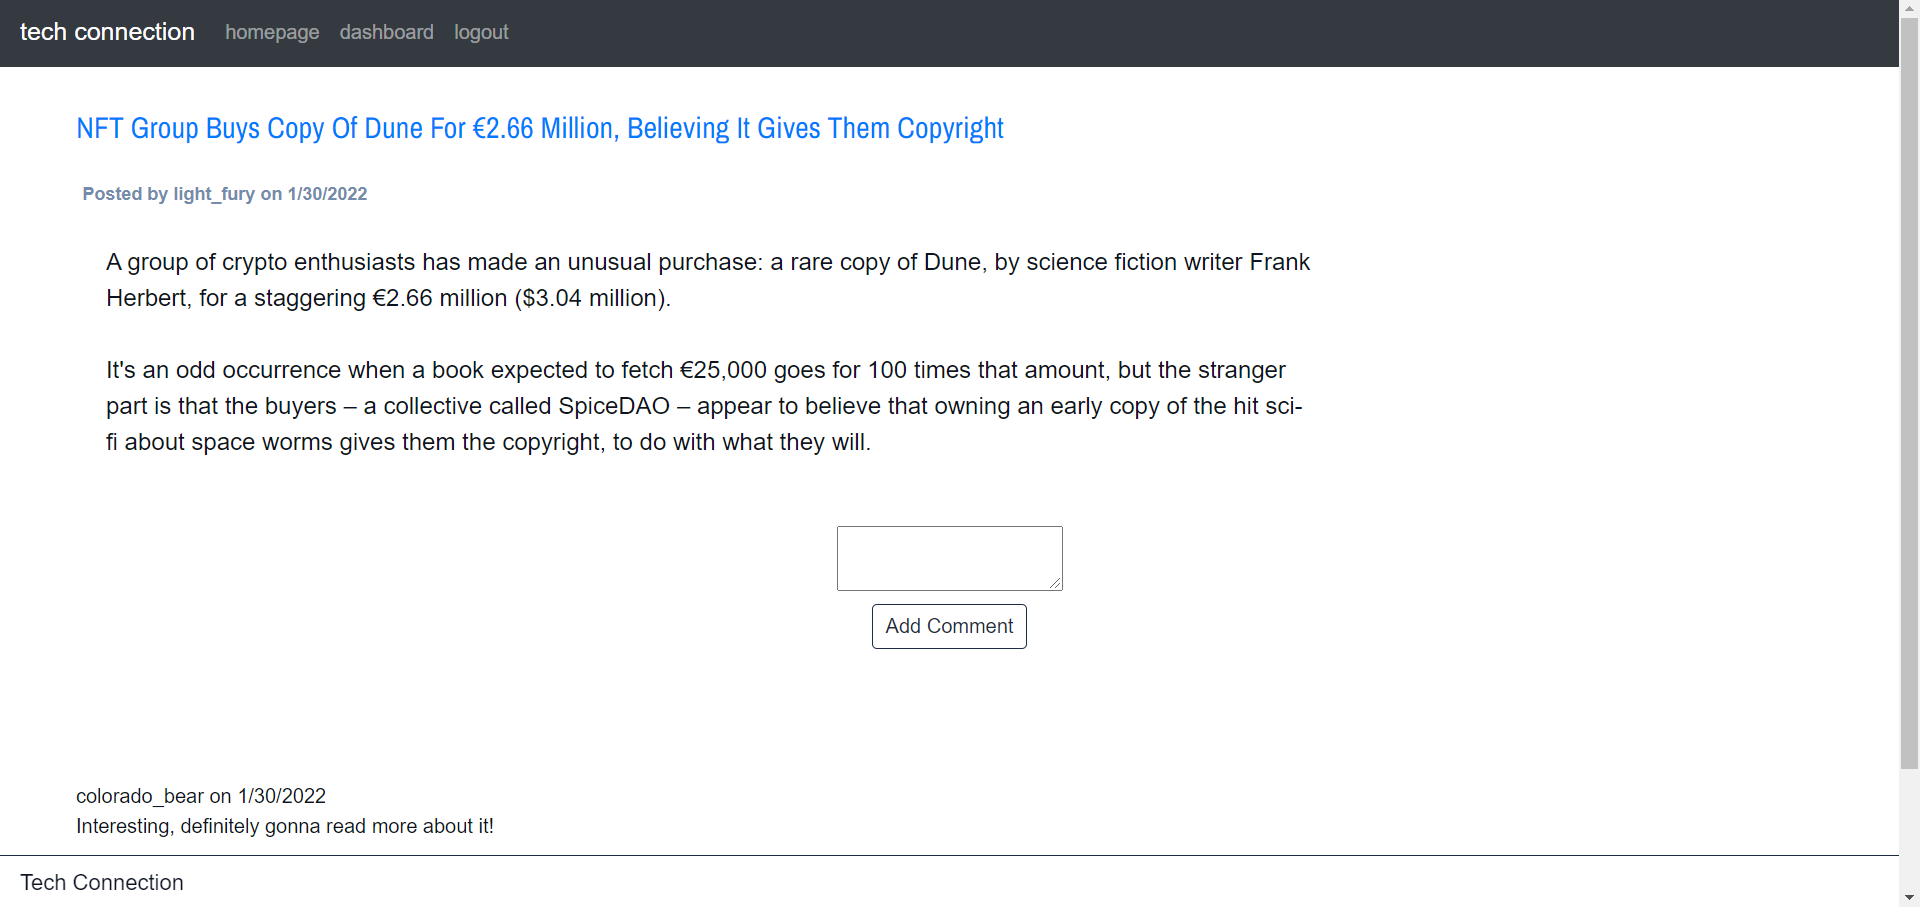 tech connection homepage dashboard logout
NFT Group Buys Copy Of Dune For €2.66 Million, Believing It Gives Them Copyright
Posted by light_fury on 1/30/2022
A group of crypto enthusiasts has made an unusual purchase: a rare copy of Dune, by science fiction writer Frank
Herbert, for a staggering €2.66 million ($3.04 million).
It's an odd occurrence when a book expected to fetch €25,000 goes for 100 times that amount, but the stranger
part is that the buyers – a collective called SpiceDAO – appear to believe that owning an early copy of the hit sci-
fi about space worms gives them the copyright, to do with what they will.
Add Comment
colorado_bear on 1/30/2022
Interesting, definitely gonna read more about it!
Tech Connection